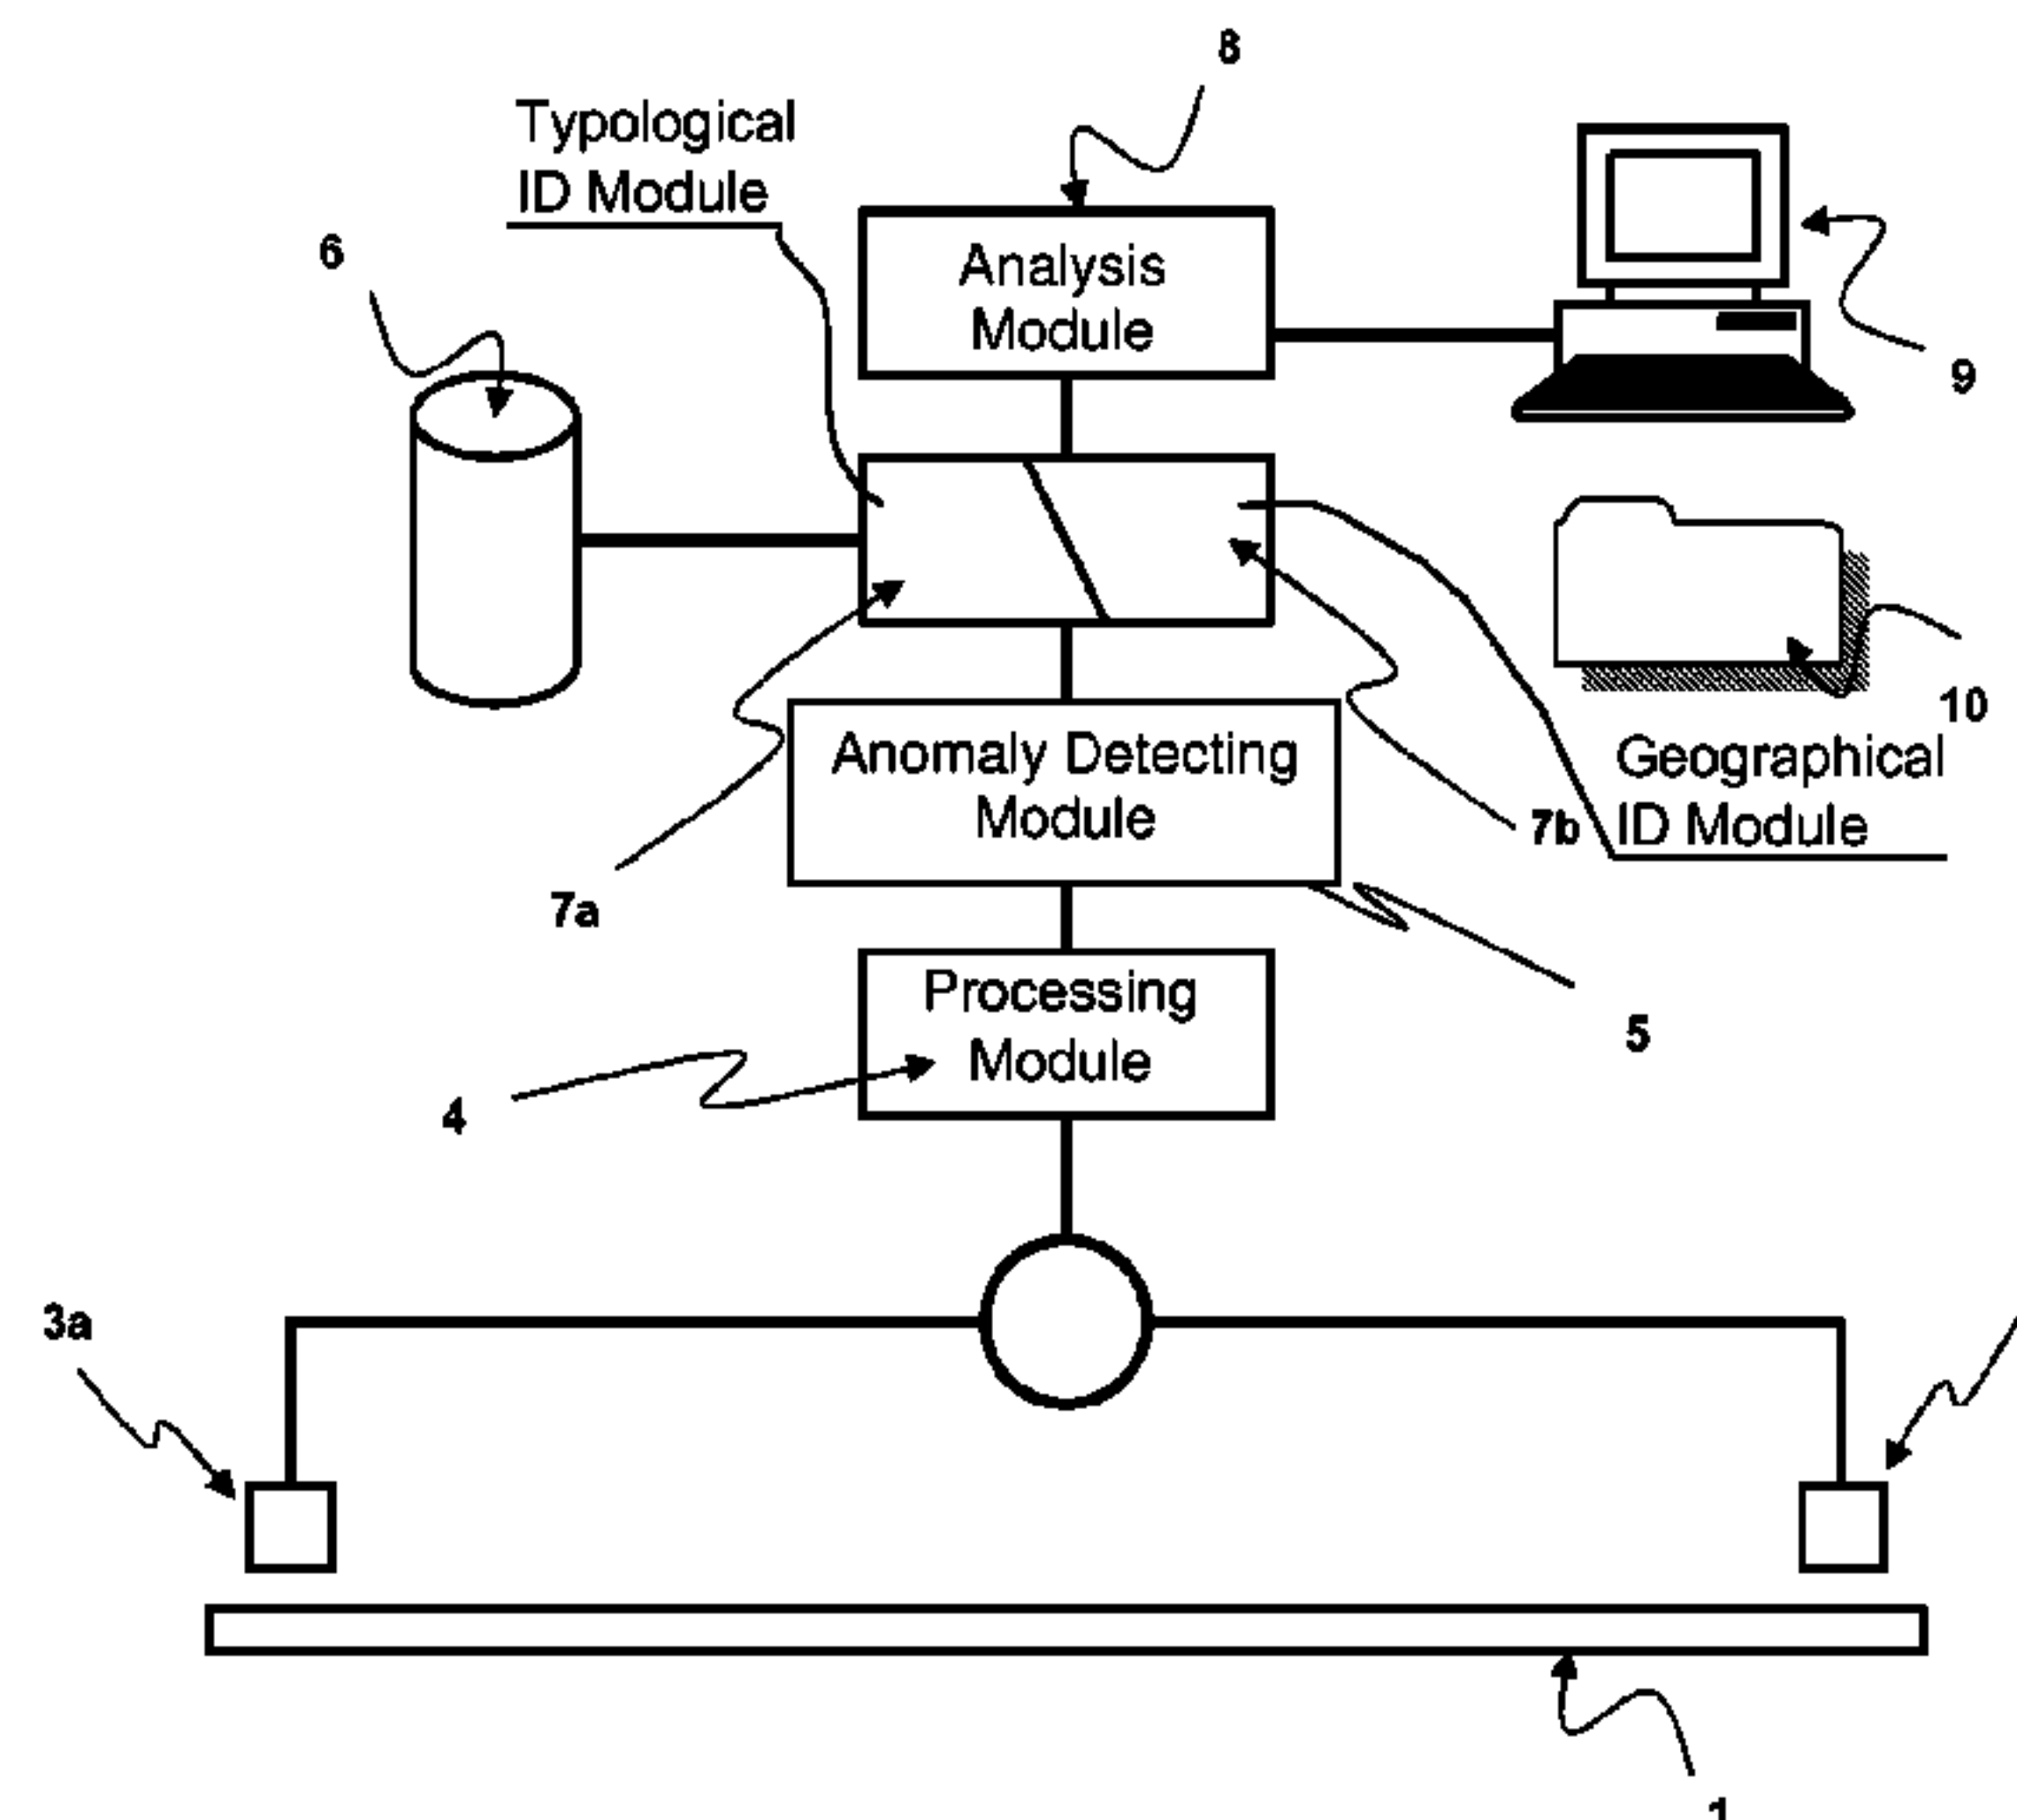 8
Typological
ID Module
6
Analysis
Module
9
10
Anomaly Detecting
Module
Geographical
ID Module
7b
7a
Processing
Module
5
4
3a
1